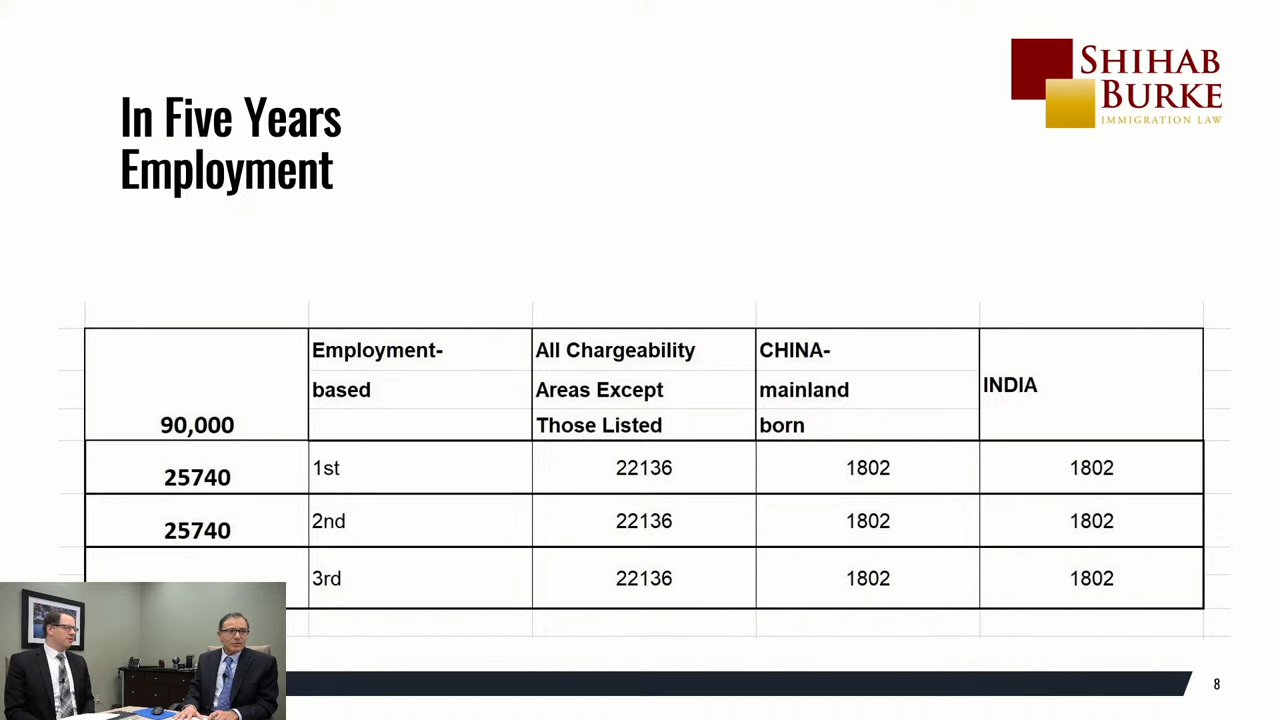 SHIHAB
BURKE
IMMIGRATION LAW
In Five Years
Employment
90,000
Employment-
based
All Chargeability
Areas Except
Those Listed
CHINA-
mainland
born
INDIA
25740 1st 22136 1802 1802
25740 2nd 22136 1802 1802
3rd 22136 1802 1802
8